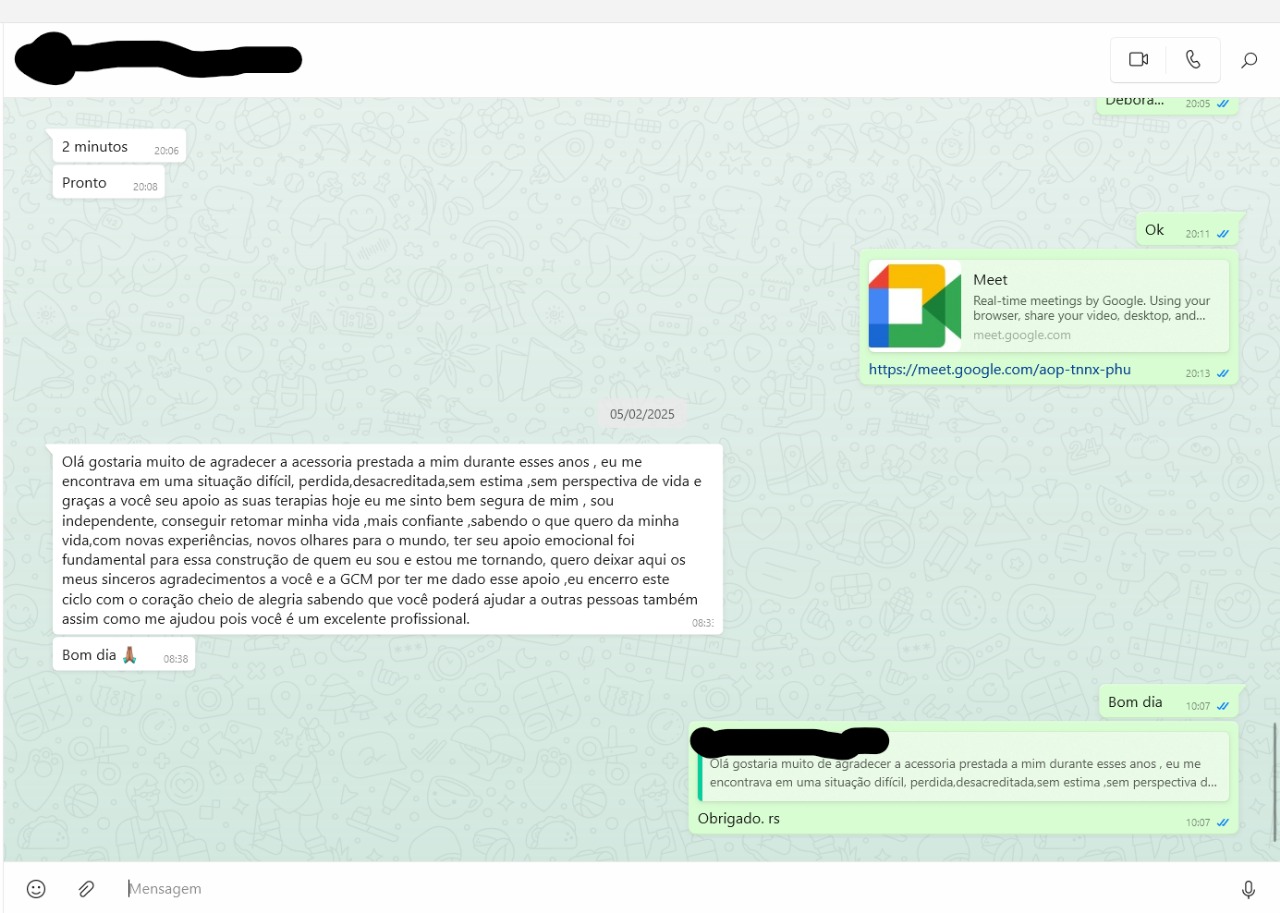 Debora... 20:05
2 minutos 20:06
Pronto 20:08
Ok 20:11
Meet
Real-time meetings by Google. Using your
browser, share your video, desktop, and...
meet.google.com
https://meet.google.com/aop-tnnx-phu 20:13
05/02/2025
Olá gostaria muito de agradecer a acessoria prestada a mim durante esses anos , eu me
encontrava em uma situação difícil, perdida,desacreditada,sem estima ,sem perspectiva de vida e
graças a você seu apoio as suas terapias hoje eu me sinto bem segura de mim , sou
independente, conseguir retomar minha vida ,mais confiante ,sabendo o que quero da minha
vida,com novas experiências, novos olhares para o mundo, ter seu apoio emocional foi
fundamental para essa construção de quem eu sou e estou me tornando, quero deixar aqui os
meus sinceros agradecimentos a você e a GCM por ter me dado esse apoio ,eu encerro este
ciclo com o coração cheio de alegria sabendo que você poderá ajudar a outras pessoas também
assim como me ajudou pois você é um excelente profissional.
Bom dia 🙏🏽 08:38
Bom dia 10:07
Olá gostaria muito de agradecer a acessoria prestada a mim durante esses anos , eu me
encontrava em uma situação difícil, perdida,desacreditada,sem estima ,sem perspectiva d...
Obrigado. rs 10:07
Mensagem